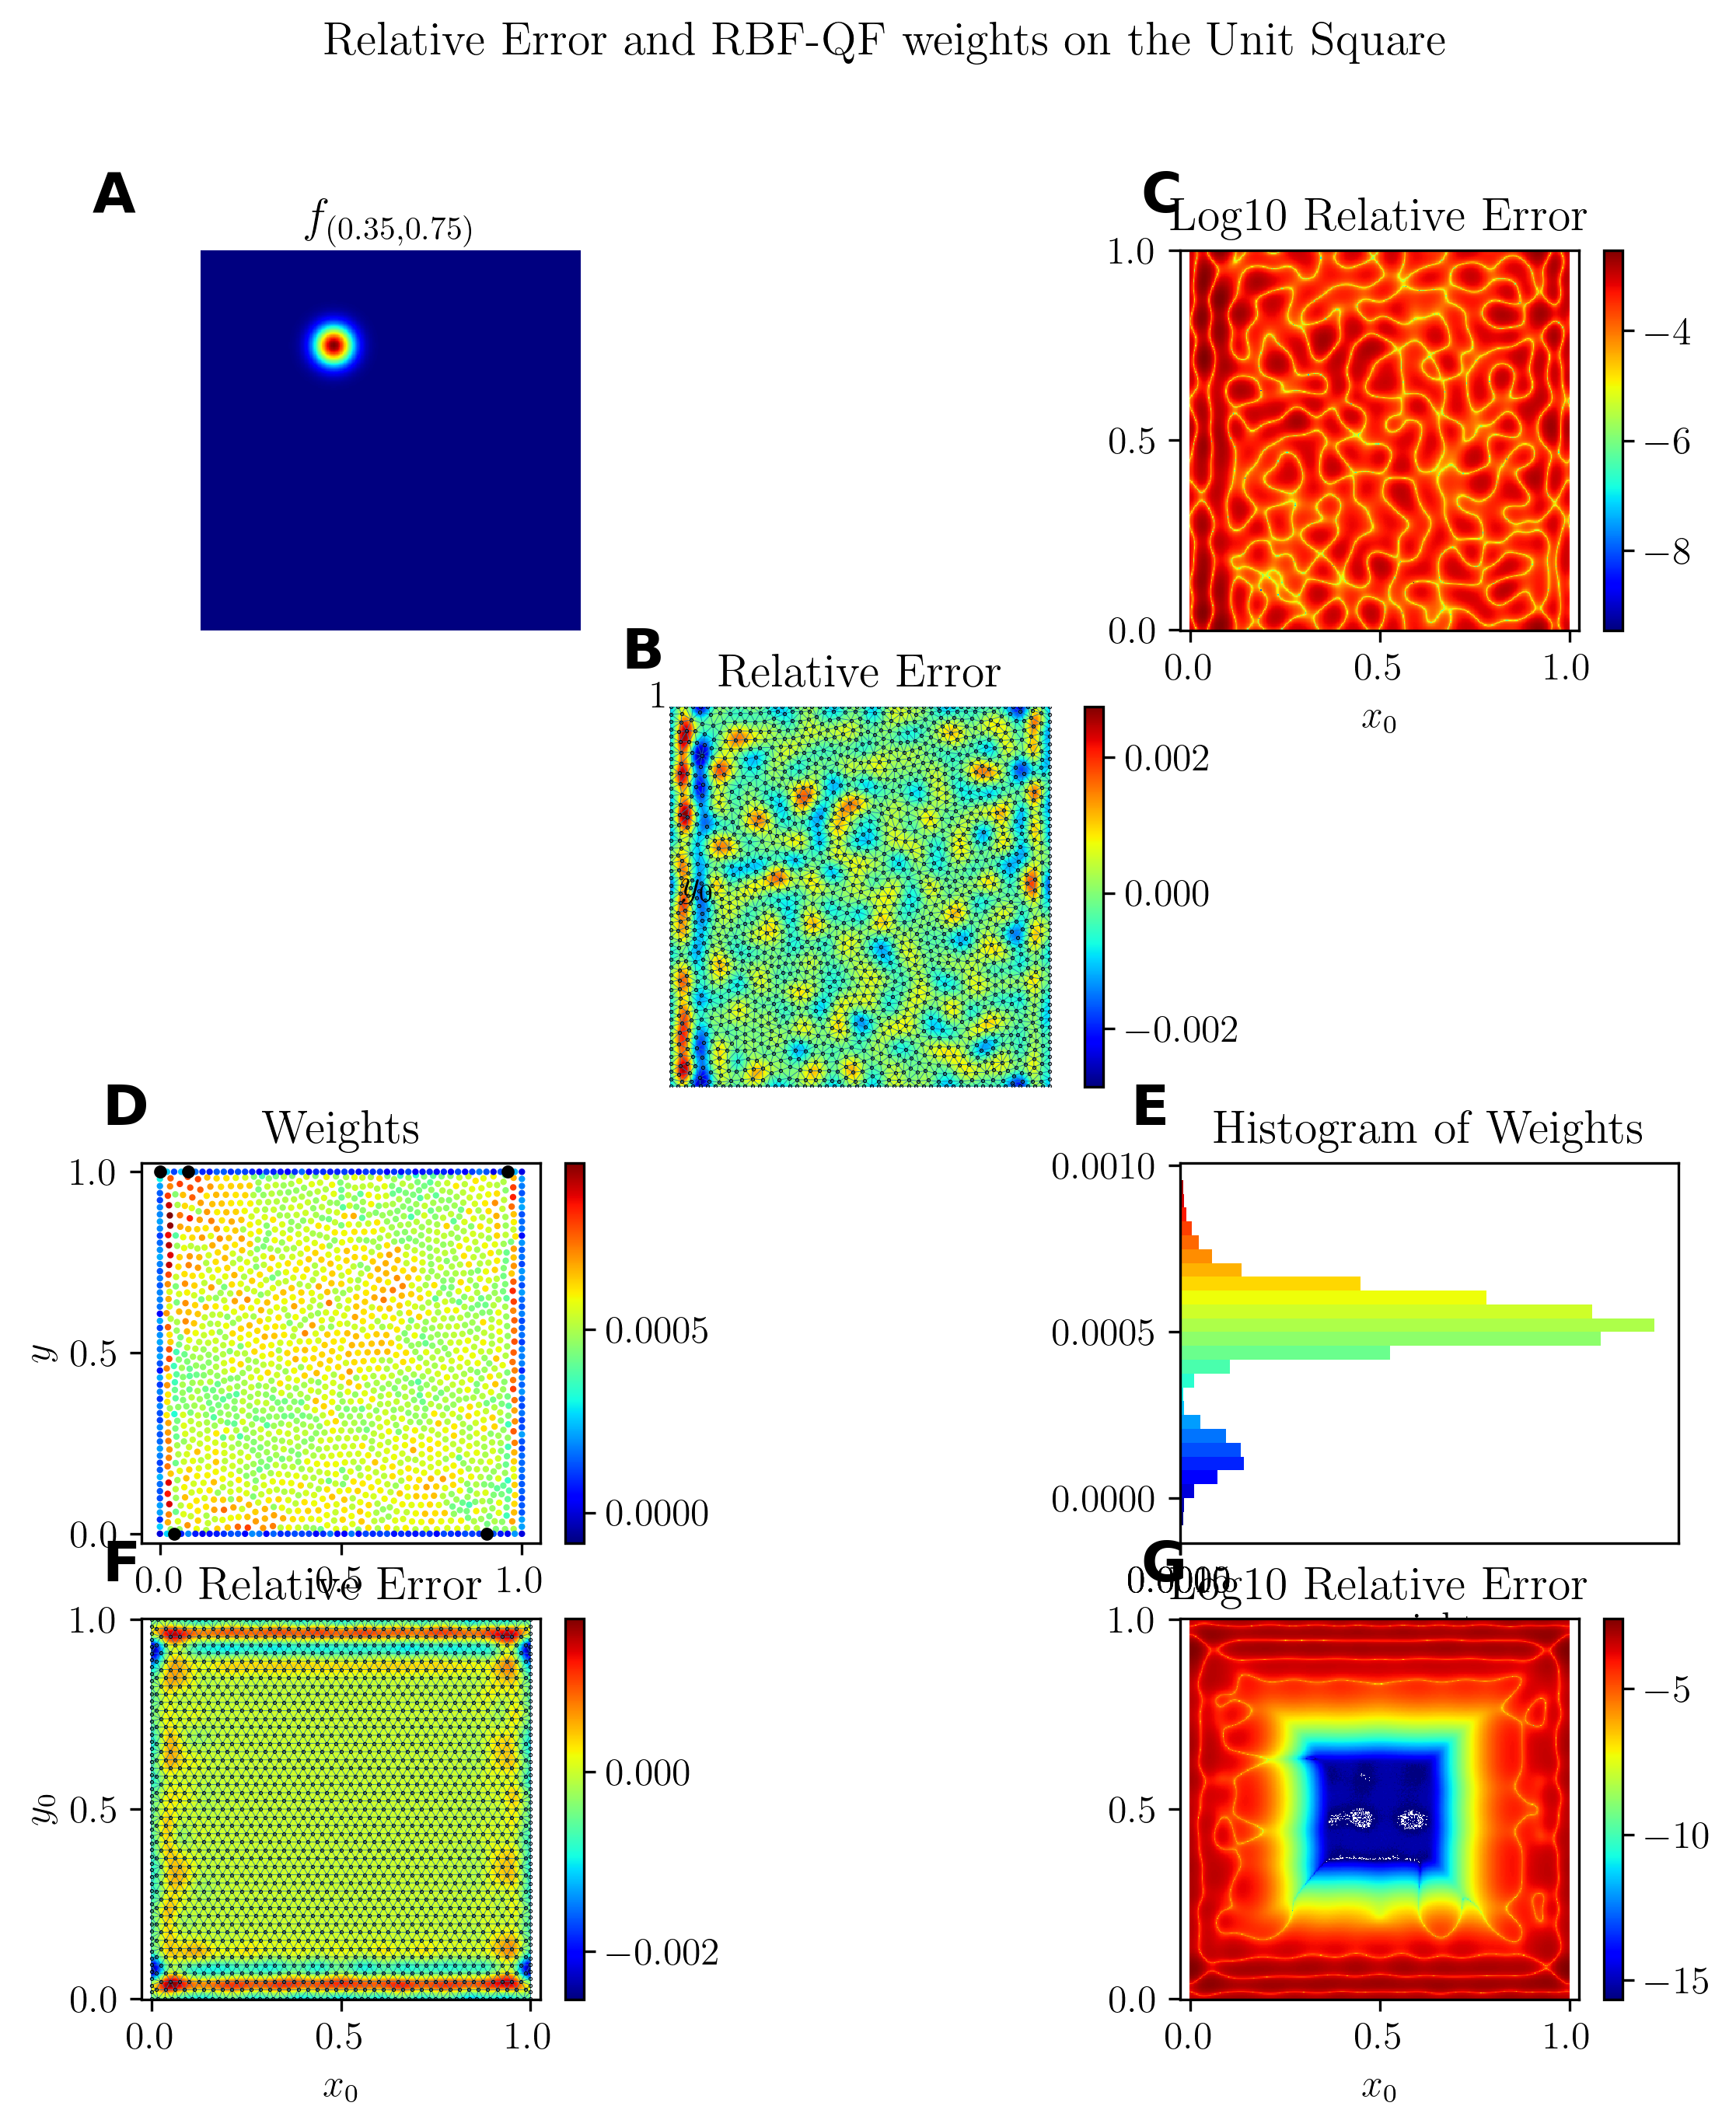 Relative Error and RBF-QF weights on the Unit Square
A
f(0.35,0.75)
C
Log10 Relative Error
1.0
0.5
0.0
0.0 0.5 1.0
x0
−4
−6
−8
B
Relative Error
1
y0
0.002
0.000
−0.002
D
Weights
1.0
0.5
0.0
y
0.0 0.5 1.0
0.0005
0.0000
E
Histogram of Weights
0.0010
0.0005
0.0000
F
Relative Error
1.0
0.5
0.0
y0
0.0 0.5 1.0
x0
0.000
−0.002
G
Log10 Relative Error
1.0
0.5
0.0
0.0 0.5 1.0
x0
−5
−10
−15